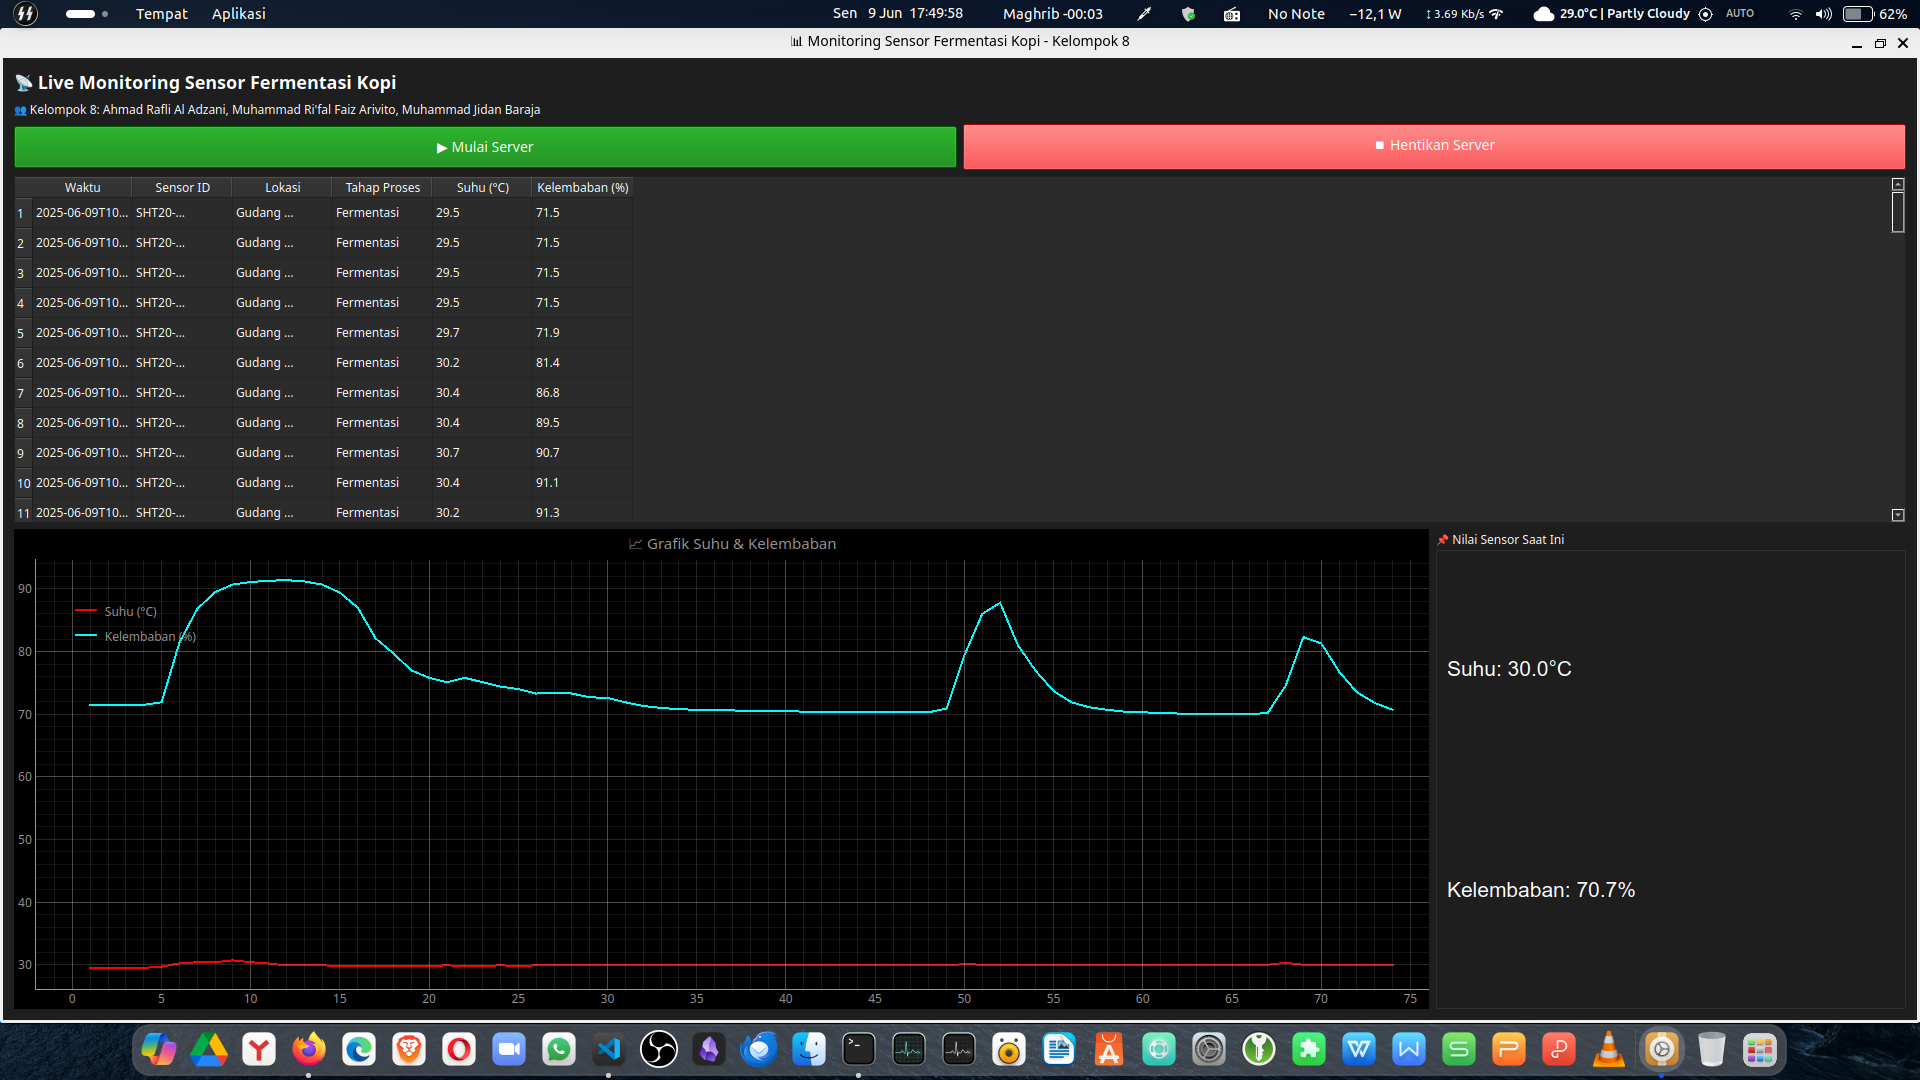 Tempat Aplikasi Sen 9 Jun 17:49:58 Maghrib -00:03 No Note −12,1 W ↕ 3.69 Kb/s 29.0°C | Partly Cloudy AUTO 62%
Monitoring Sensor Fermentasi Kopi - Kelompok 8
Live Monitoring Sensor Fermentasi Kopi
Kelompok 8: Ahmad Rafli Al Adzani, Muhammad Ri'fal Faiz Arivito, Muhammad Jidan Baraja
▶ Mulai Server
■ Hentikan Server
Waktu Sensor ID Lokasi Tahap Proses Suhu (°C) Kelembaban (%)
1 2025-06-09T10... SHT20-... Gudang ... Fermentasi 29.5 71.5
2 2025-06-09T10... SHT20-... Gudang ... Fermentasi 29.5 71.5
3 2025-06-09T10... SHT20-... Gudang ... Fermentasi 29.5 71.5
4 2025-06-09T10... SHT20-... Gudang ... Fermentasi 29.5 71.5
5 2025-06-09T10... SHT20-... Gudang ... Fermentasi 29.7 71.9
6 2025-06-09T10... SHT20-... Gudang ... Fermentasi 30.2 81.4
7 2025-06-09T10... SHT20-... Gudang ... Fermentasi 30.4 86.8
8 2025-06-09T10... SHT20-... Gudang ... Fermentasi 30.4 89.5
9 2025-06-09T10... SHT20-... Gudang ... Fermentasi 30.7 90.7
10 2025-06-09T10... SHT20-... Gudang ... Fermentasi 30.4 91.1
11 2025-06-09T10... SHT20-... Gudang ... Fermentasi 30.2 91.3
Grafik Suhu & Kelembaban
90
80
70
60
50
40
30
Suhu (°C)
Kelembaban (%)
0 5 10 15 20 25 30 35 40 45 50 55 60 65 70 75
Nilai Sensor Saat Ini
Suhu: 30.0°C
Kelembaban: 70.7%